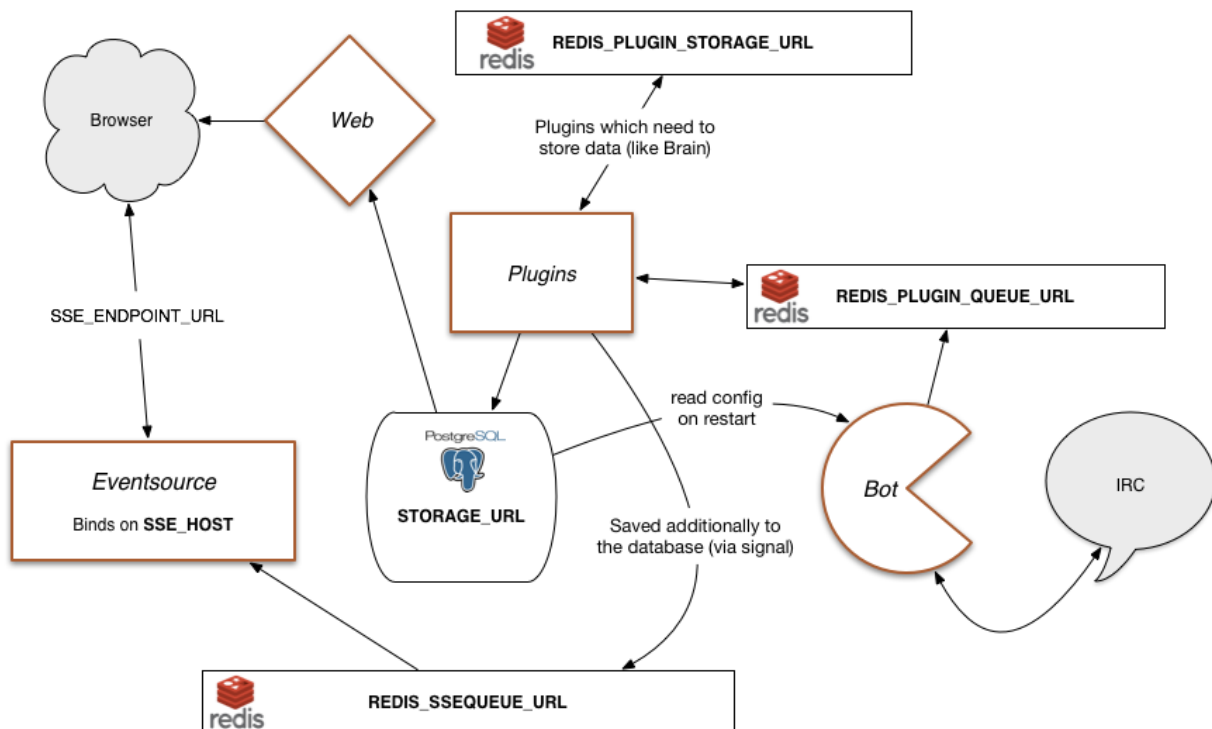 redis
REDIS_PLUGIN_STORAGE_URL
Browser
Web
Plugins which need to
store data (like Brain)
Plugins
redis
REDIS_PLUGIN_QUEUE_URL
SSE_ENDPOINT_URL
read config
on restart
PostgreSQL
STORAGE_URL
Eventsource
Binds on SSE_HOST
Bot
IRC
Saved additionally to
the database (via signal)
redis
REDIS_SSEQUEUE_URL